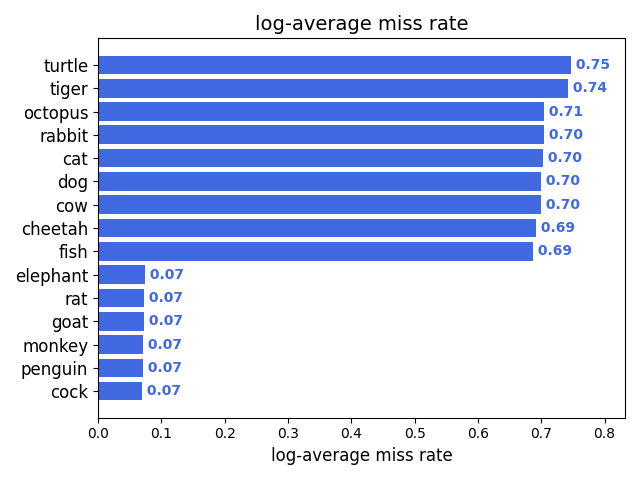 log-average miss rate
turtle 0.75
tiger 0.74
octopus 0.71
rabbit 0.70
cat 0.70
dog 0.70
cow 0.70
cheetah 0.69
fish 0.69
elephant 0.07
rat 0.07
goat 0.07
monkey 0.07
penguin 0.07
cock 0.07
0.0 0.1 0.2 0.3 0.4 0.5 0.6 0.7 0.8
log-average miss rate